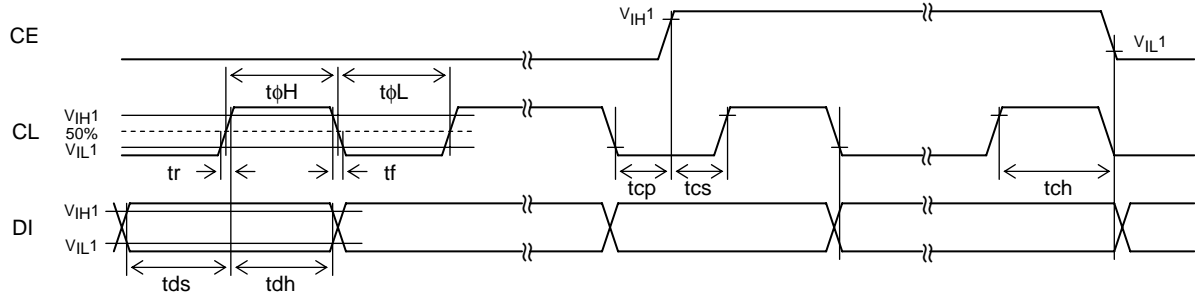 CE
VIH1
VIL1
tϕH
tϕL
CL
VIH1
50%
VIL1
tr
tf
tcp
tcs
tch
DI
VIH1
VIL1
tds
tdh